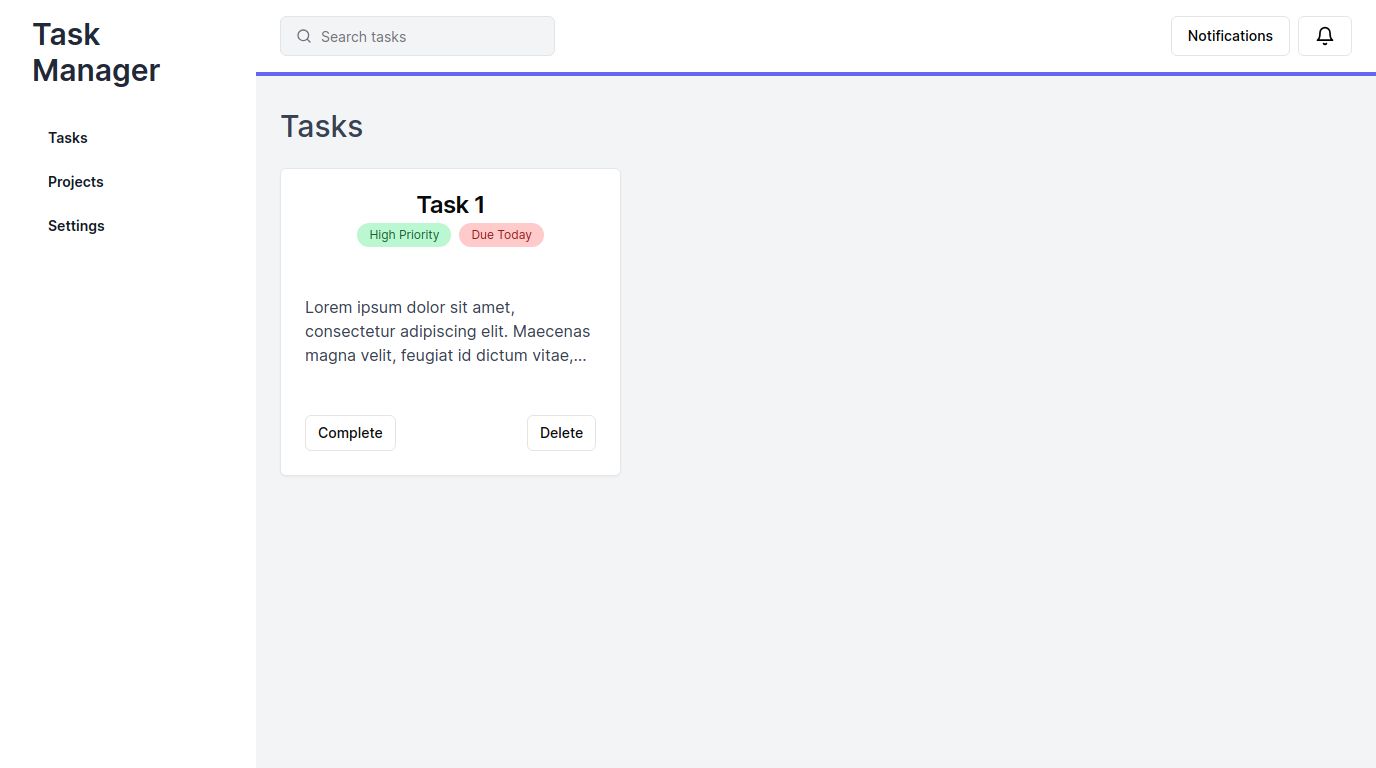 Task
Manager
Tasks
Projects
Settings
Search tasks
Notifications
Tasks
Task 1
High Priority Due Today
Lorem ipsum dolor sit amet,
consectetur adipiscing elit. Maecenas
magna velit, feugiat id dictum vitae,...
Complete Delete